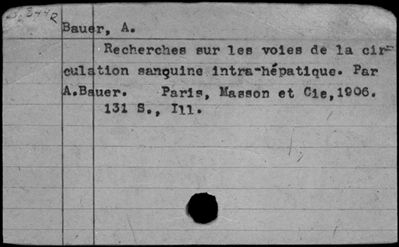 Bauer, A.
Recherches sur les voies de la cir=
culation sanguine intra-hépatique. Par
A.Bauer. Paris, Masson et Cie,1906.
131 S., Ill.